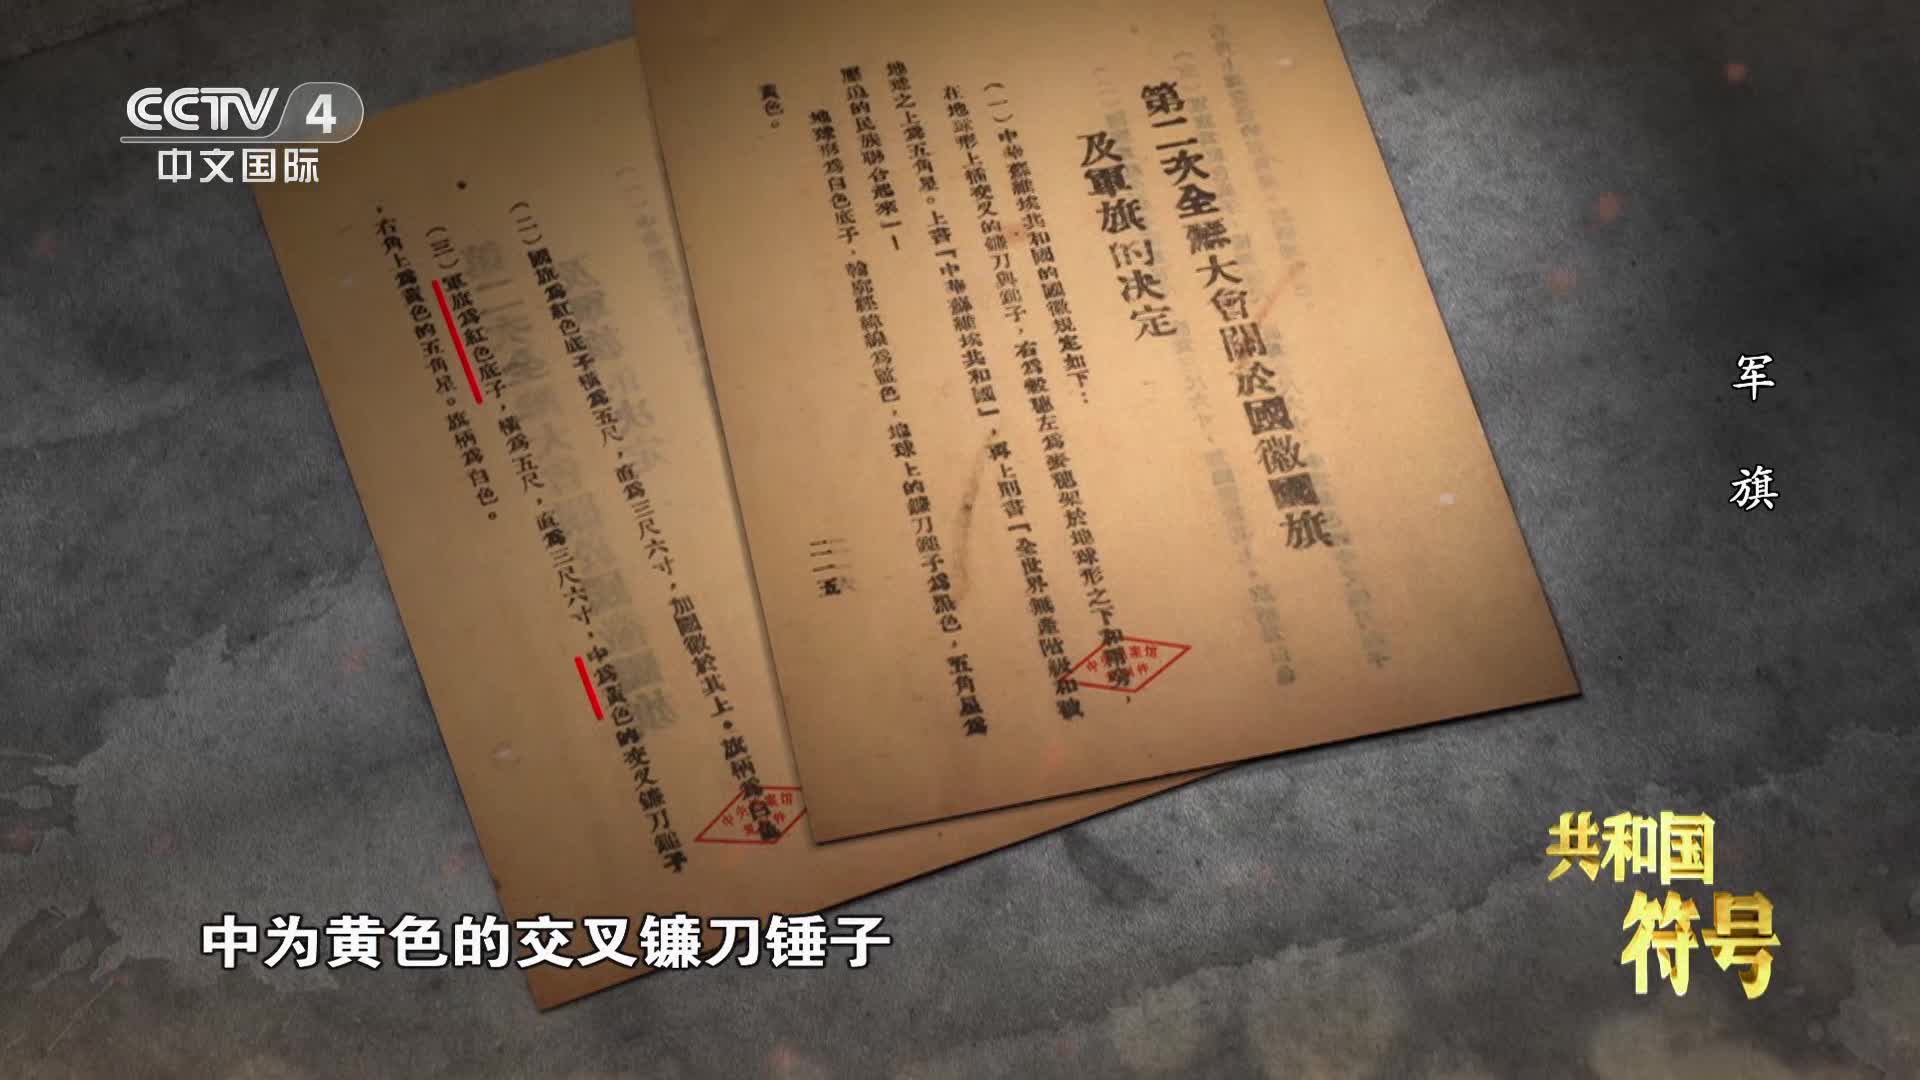 CCTV 4
中文国际
第二次全蘇大會關於國徽國旗
及軍旗的决定
(一)中華蘇維埃共和國的國徽規定如下:
在地球形上插交叉的鐮刀與錘子,右爲穀穗左爲麥穗架於地球形之下和兩旁,
地球之上爲五角星。上書「中華蘇維埃共和國」,再上則書「全世界無產階級和被
壓迫的民族聯合起來」!
地球形爲白色底子,輪廓經緯線爲藍色,地球上的鐮刀錘子爲黑色,五角星爲
黃色。
二一五
(二)國旗爲紅色底子橫爲五尺,直爲三尺六寸,加國徽於其上。旗柄爲白色
。
(三)軍旗爲紅色底子,橫爲五尺,直爲三尺六寸,中爲黃色的交叉鐮刀錘子
,右角上爲黃色的五角星。旗柄爲白色。
军旗
共和国
符号
中为黄色的交叉镰刀锤子